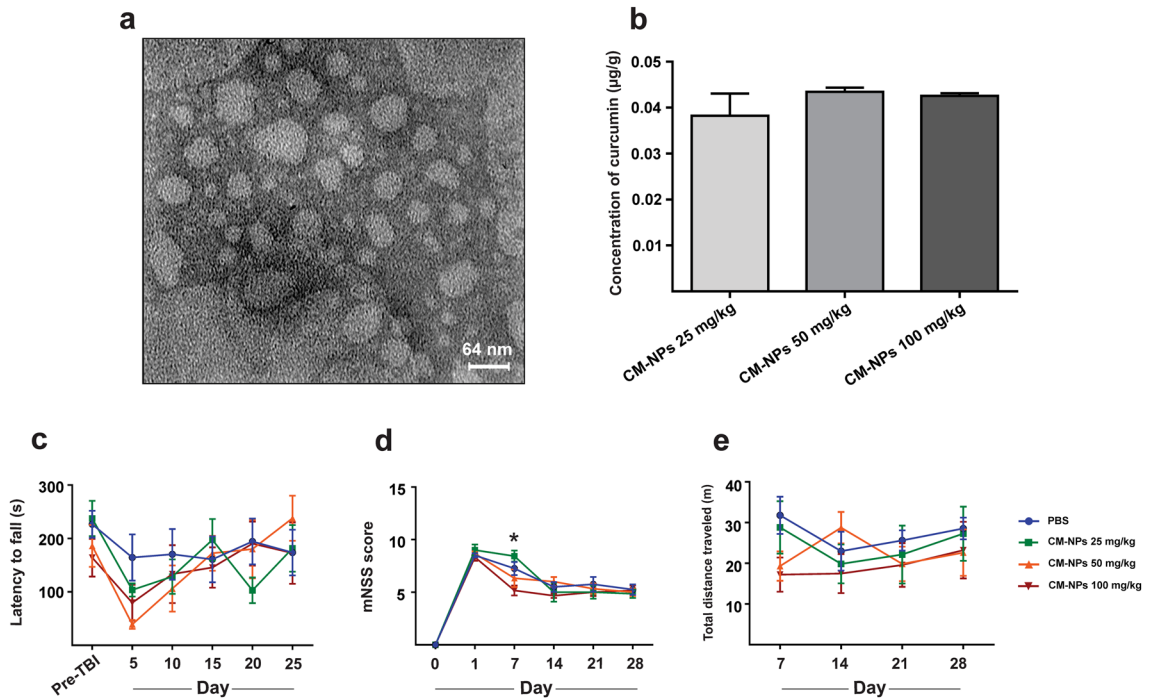 a
64 nm
b
Concentration of curcumin (µg/g)
0.05
0.04
0.03
0.02
0.01
CM-NPs 25 mg/kg
CM-NPs 50 mg/kg
CM-NPs 100 mg/kg
c
Latency to fall (s)
300
200
100
Pre-TBI
5
10
15
20
25
Day
d
mNSS score
15
10
5
*
0
1
7
14
21
28
Day
e
Total distance traveled (m)
40
30
20
10
7
14
21
28
Day
PBS
CM-NPs 25 mg/kg
CM-NPs 50 mg/kg
CM-NPs 100 mg/kg